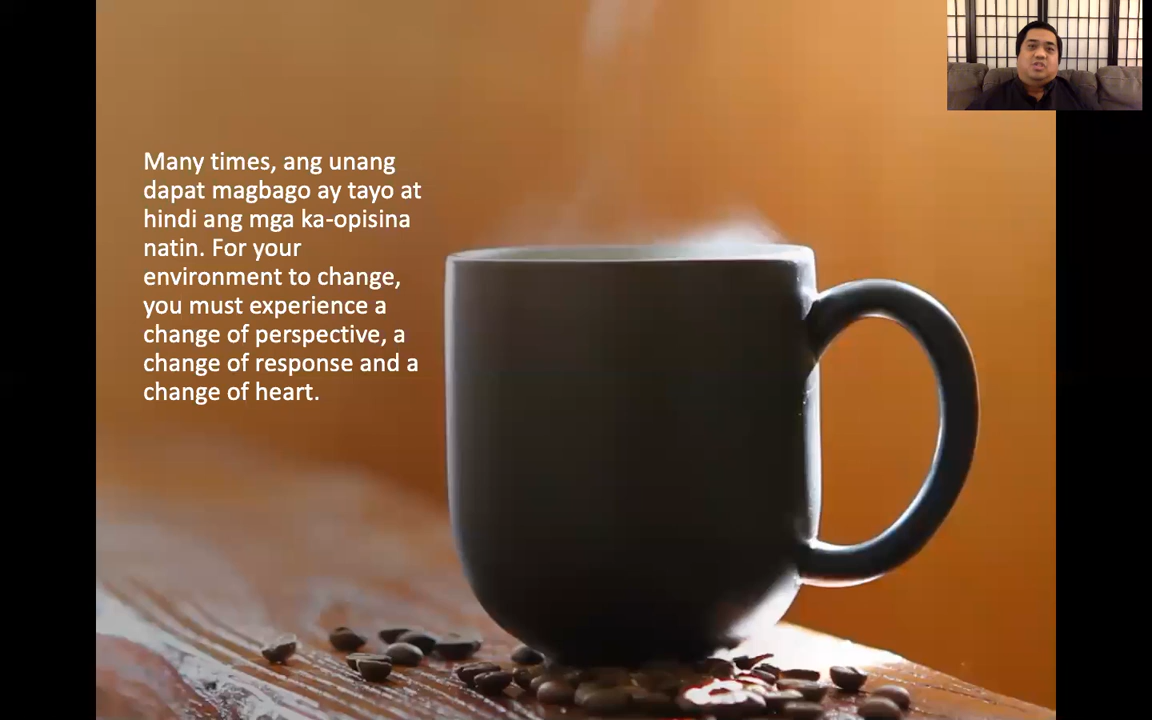 Many times, ang unang
dapat magbago ay tayo at
hindi ang mga ka-opisina
natin. For your
environment to change,
you must experience a
change of perspective, a
change of response and a
change of heart.